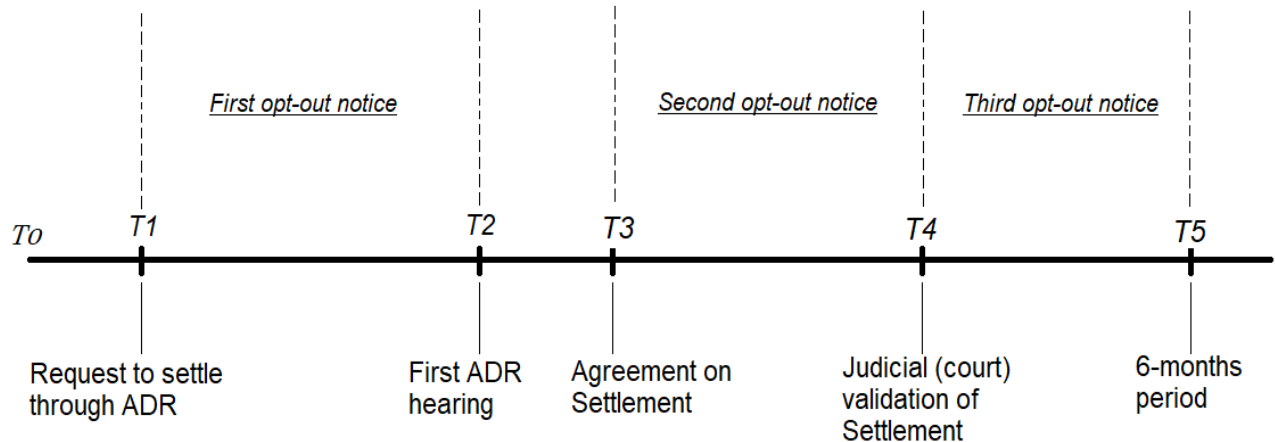 First opt-out notice
Second opt-out notice
Third opt-out notice
To
T1
T2
T3
T4
T5
Request to settle
through ADR
First ADR
hearing
Agreement on
Settlement
Judicial (court)
validation of
Settlement
6-months
period